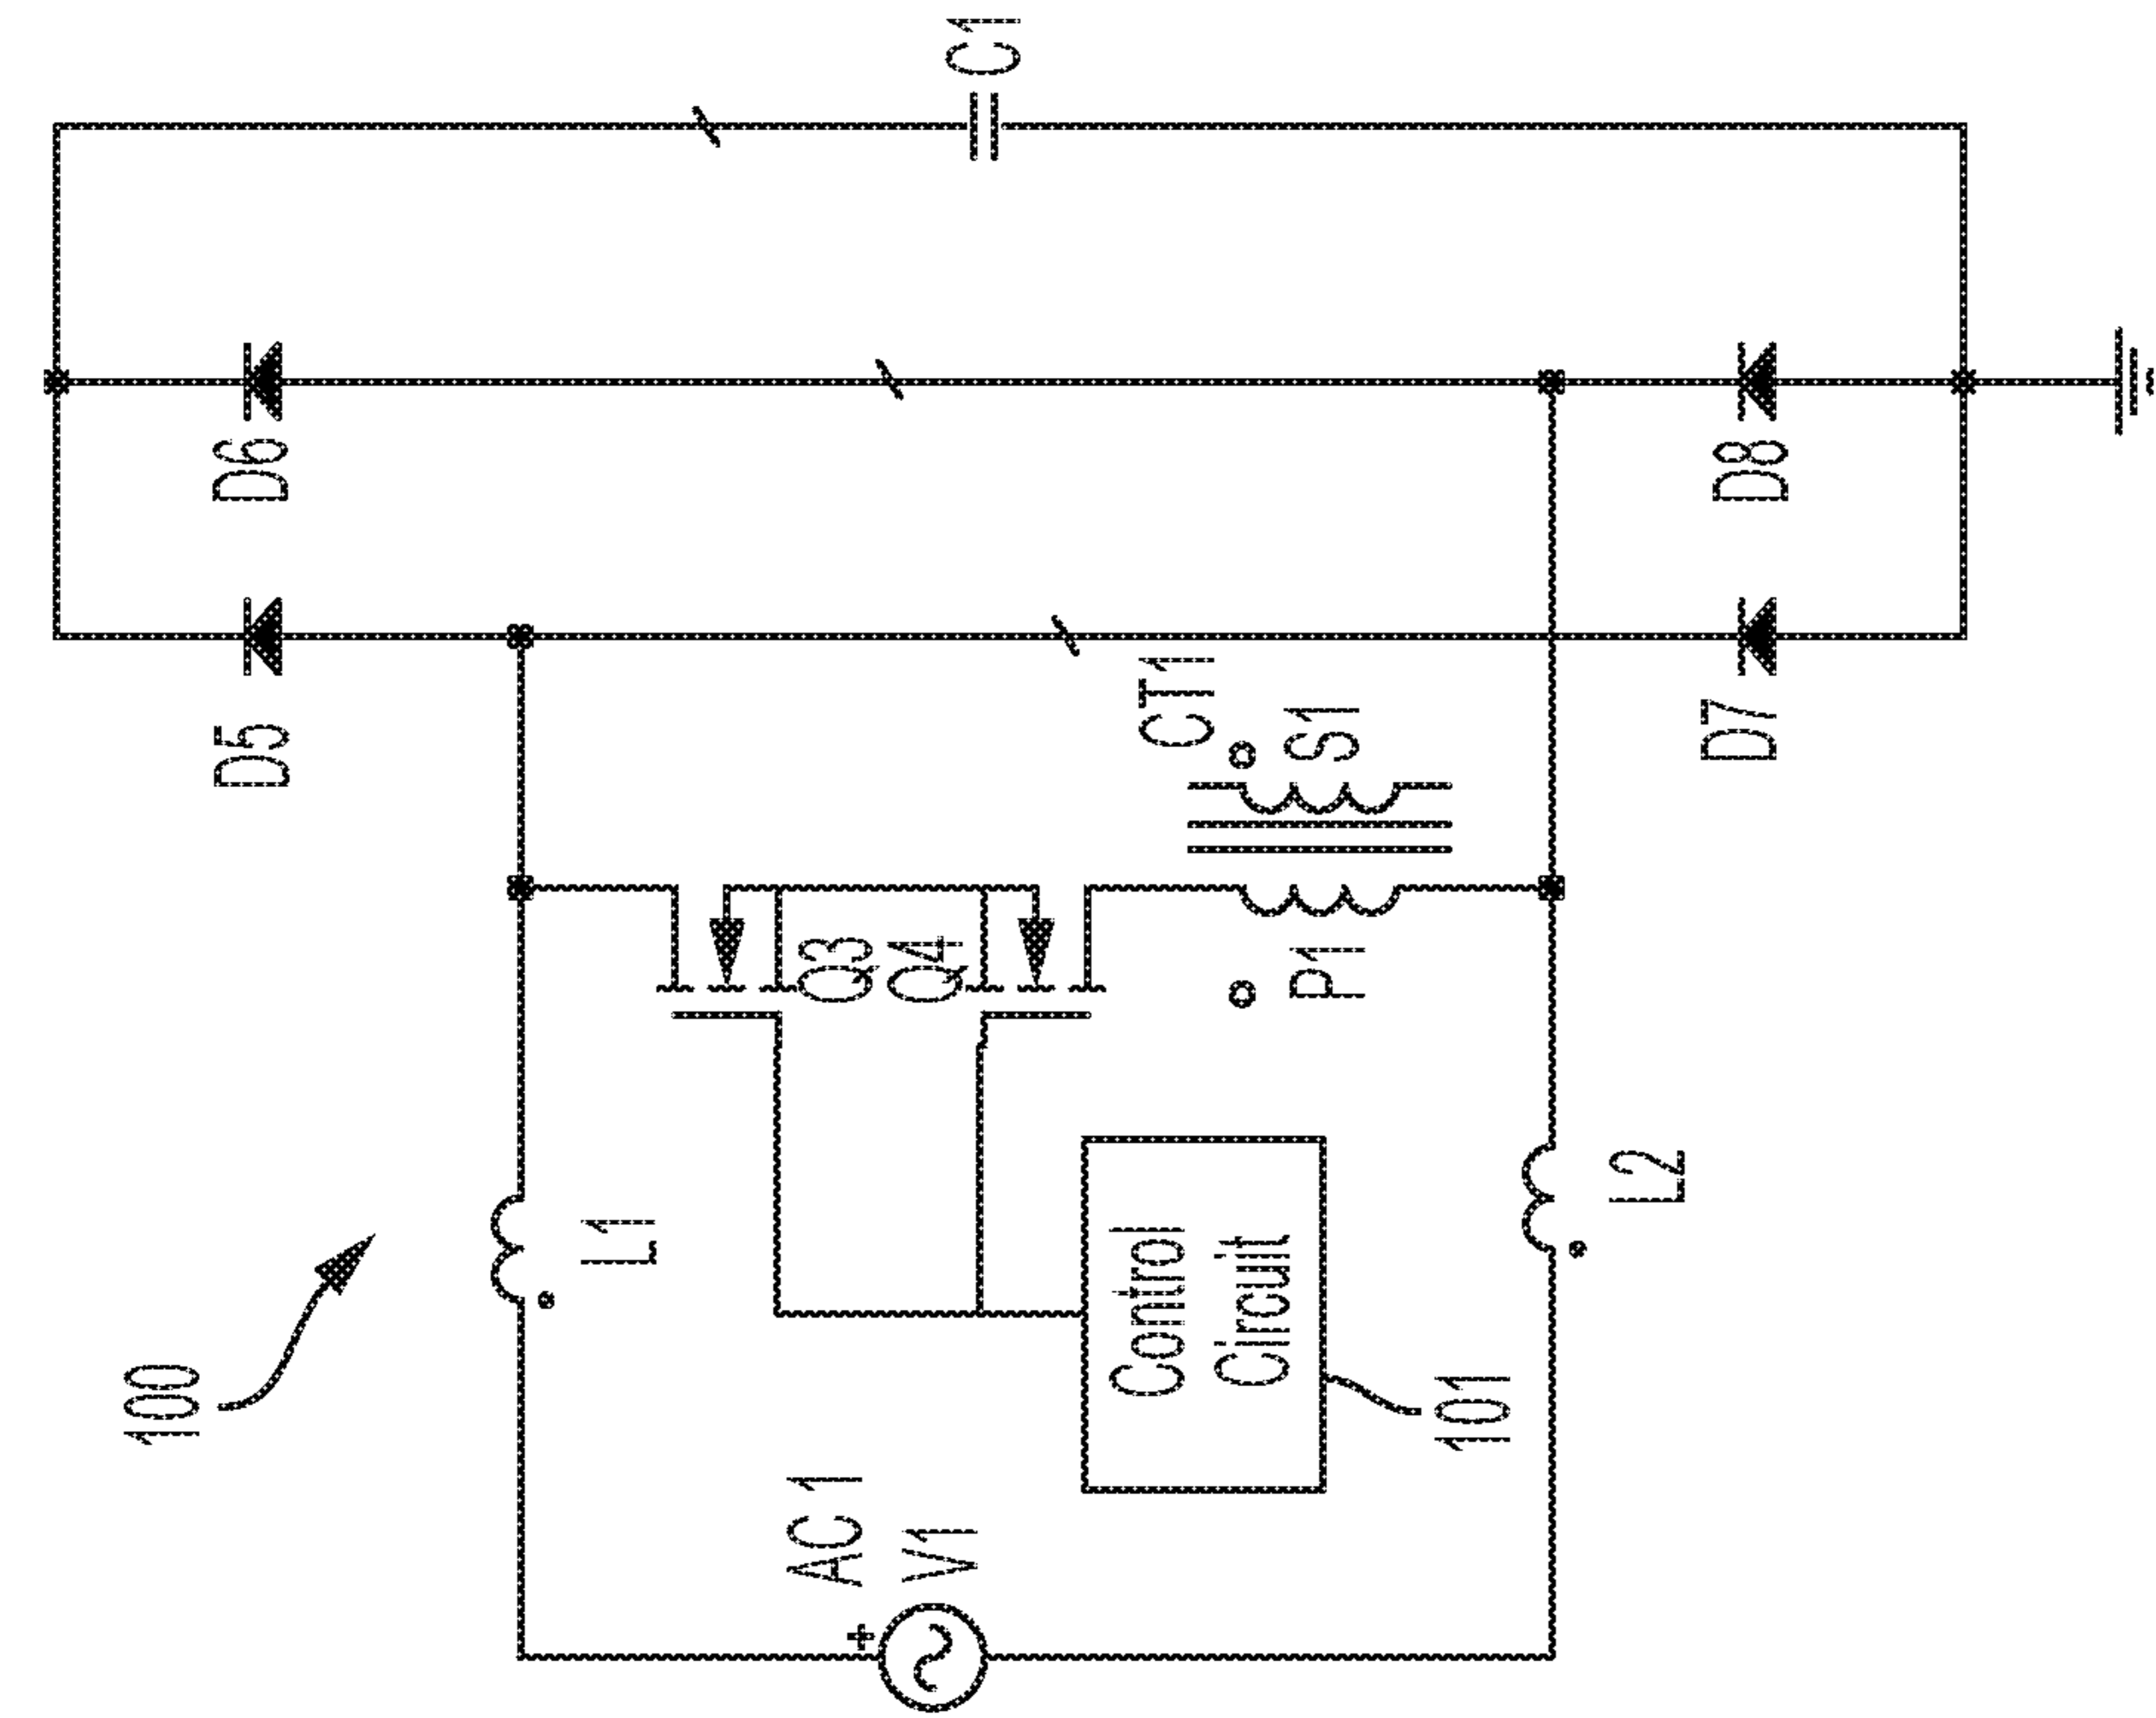 100
AC 1
V1
+
L1
L2
Control
Circuit
101
Q3
Q4
P1
CT1
S1
D5
D7
D6
D8
C1